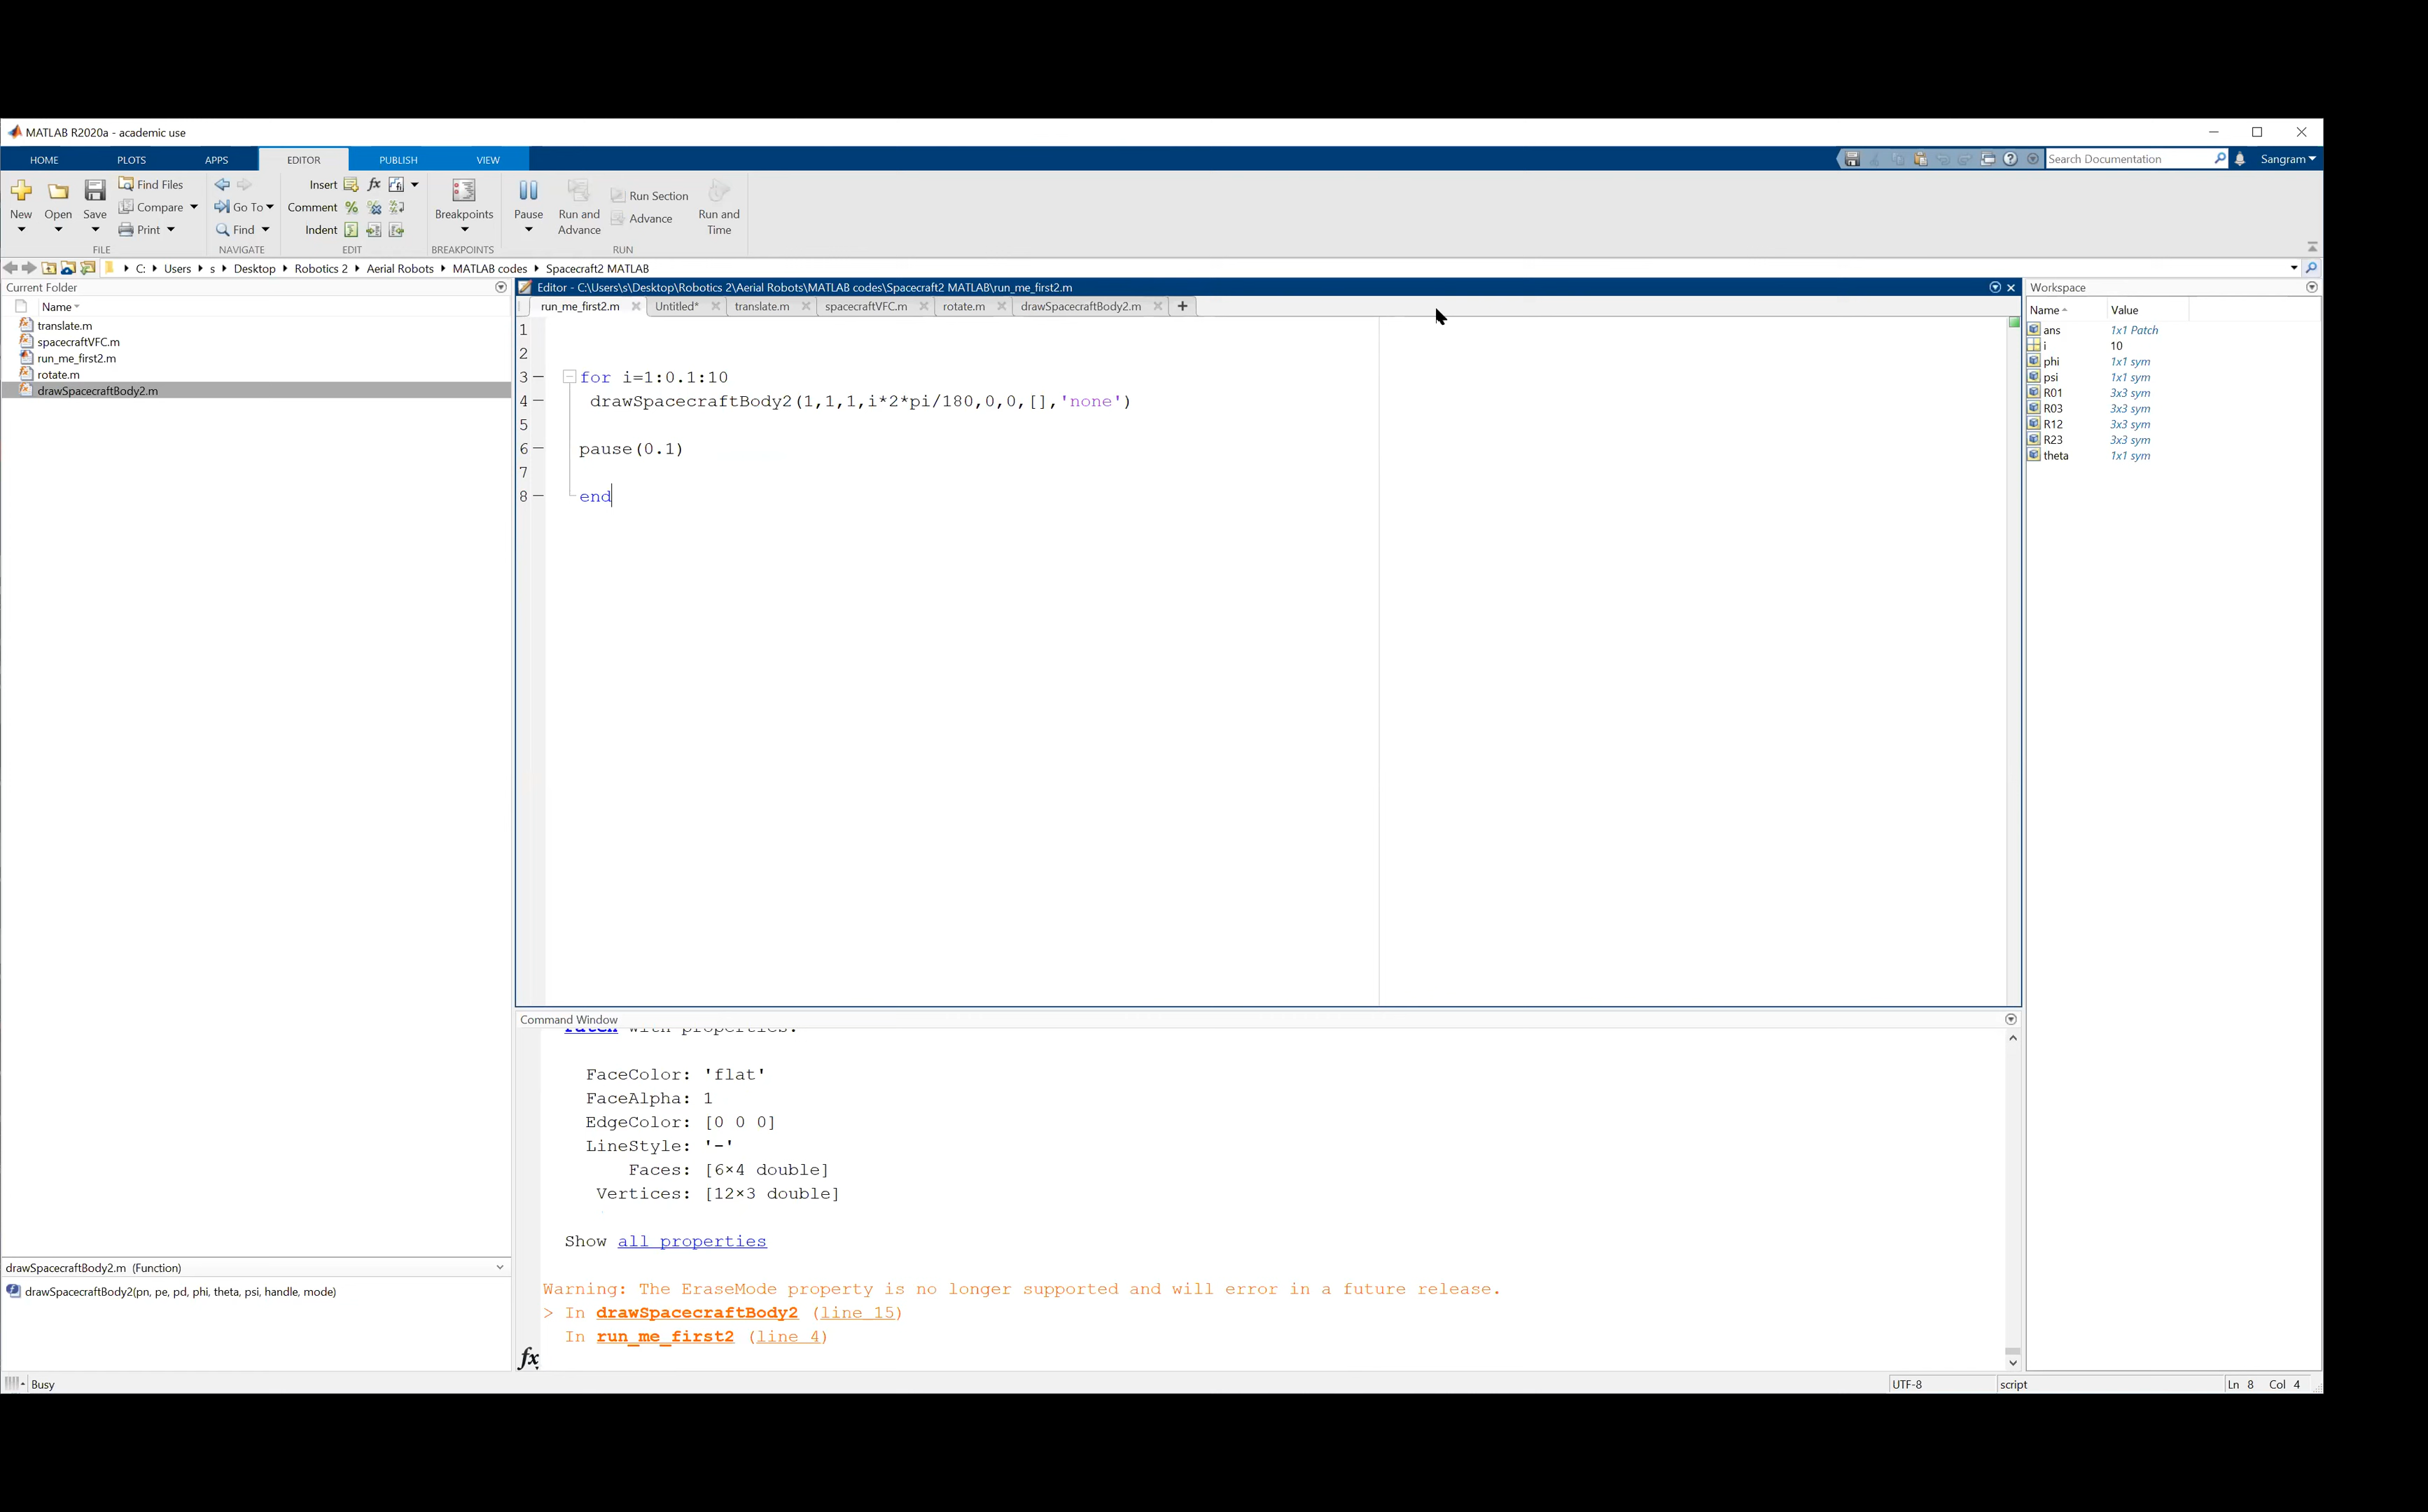 MATLAB R2020a - academic use
HOME PLOTS APPS EDITOR PUBLISH VIEW
Search Documentation
Sangram
New
Open
Save
Find Files
Compare
Print
FILE
Go To
Find
NAVIGATE
Insert
Comment
Indent
EDIT
Breakpoints
BREAKPOINTS
Pause
Run and
Advance
Run Section
Advance
Run and
Time
RUN
C: Users s Desktop Robotics 2 Aerial Robots MATLAB codes Spacecraft2 MATLAB
Current Folder
Name
translate.m
spacecraftVFC.m
run_me_first2.m
rotate.m
drawSpacecraftBody2.m
drawSpacecraftBody2.m (Function)
drawSpacecraftBody2(pn, pe, pd, phi, theta, psi, handle, mode)
Editor - C:\Users\s\Desktop\Robotics 2\Aerial Robots\MATLAB codes\Spacecraft2 MATLAB\run_me_first2.m
run_me_first2.m Untitled* translate.m spacecraftVFC.m rotate.m drawSpacecraftBody2.m
1
2
3 for i=1:0.1:10
4 drawSpacecraftBody2(1,1,1,i*2*pi/180,0,0,[],'none')
5
6 pause(0.1)
7
8 end
Command Window
Patch with properties:
FaceColor: 'flat'
FaceAlpha: 1
EdgeColor: [0 0 0]
LineStyle: '-'
Faces: [6×4 double]
Vertices: [12×3 double]
Show all properties
Warning: The EraseMode property is no longer supported and will error in a future release.
> In drawSpacecraftBody2 (line 15)
In run_me_first2 (line 4)
fx
Workspace
Name Value
ans 1x1 Patch
i 10
phi 1x1 sym
psi 1x1 sym
R01 3x3 sym
R03 3x3 sym
R12 3x3 sym
R23 3x3 sym
theta 1x1 sym
Busy
UTF-8 script Ln 8 Col 4